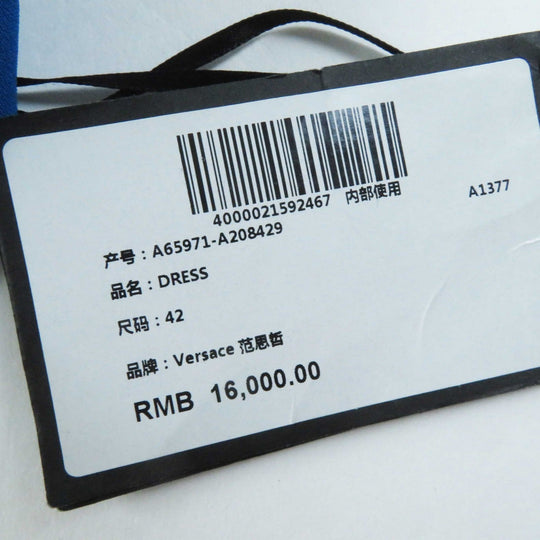 4000021592467 内部使用
A1377
产号：A65971-A208429
品名：DRESS
尺码：42
品牌：Versace 范思哲
RMB 16,000.00